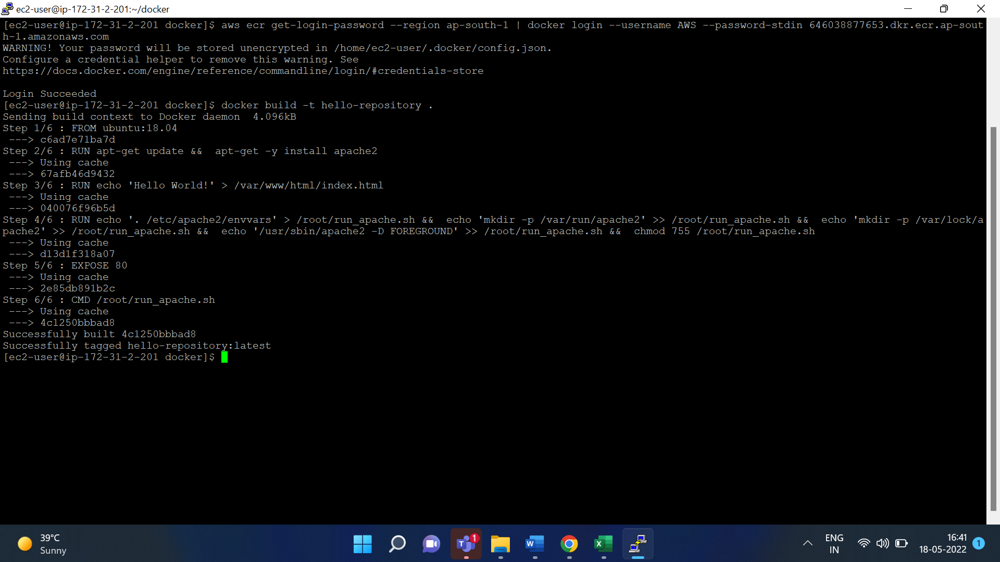 ec2-user@ip-172-31-2-201:~/docker
[ec2-user@ip-172-31-2-201 docker]$ aws ecr get-login-password --region ap-south-1 | docker login --username AWS --password-stdin 646038877653.dkr.ecr.ap-sout
h-1.amazonaws.com
WARNING! Your password will be stored unencrypted in /home/ec2-user/.docker/config.json.
Configure a credential helper to remove this warning. See
https://docs.docker.com/engine/reference/commandline/login/#credentials-store

Login Succeeded
[ec2-user@ip-172-31-2-201 docker]$ docker build -t hello-repository .
Sending build context to Docker daemon  4.096kB
Step 1/6 : FROM ubuntu:18.04
 ---> c6ad7e71ba7d
Step 2/6 : RUN apt-get update &&  apt-get -y install apache2
 ---> Using cache
 ---> 67afb46d9432
Step 3/6 : RUN echo 'Hello World!' > /var/www/html/index.html
 ---> Using cache
 ---> 040076f96b5d
Step 4/6 : RUN echo '. /etc/apache2/envvars' > /root/run_apache.sh &&  echo 'mkdir -p /var/run/apache2' >> /root/run_apache.sh &&  echo 'mkdir -p /var/lock/a
pache2' >> /root/run_apache.sh &&  echo '/usr/sbin/apache2 -D FOREGROUND' >> /root/run_apache.sh &&  chmod 755 /root/run_apache.sh
 ---> Using cache
 ---> d13d1f318a07
Step 5/6 : EXPOSE 80
 ---> Using cache
 ---> 2e85db891b2c
Step 6/6 : CMD /root/run_apache.sh
 ---> Using cache
 ---> 4c1250bbbad8
Successfully built 4c1250bbbad8
Successfully tagged hello-repository:latest
[ec2-user@ip-172-31-2-201 docker]$
39°C
Sunny
T 1
W
X
ENG
IN
16:41
18-05-2022
1